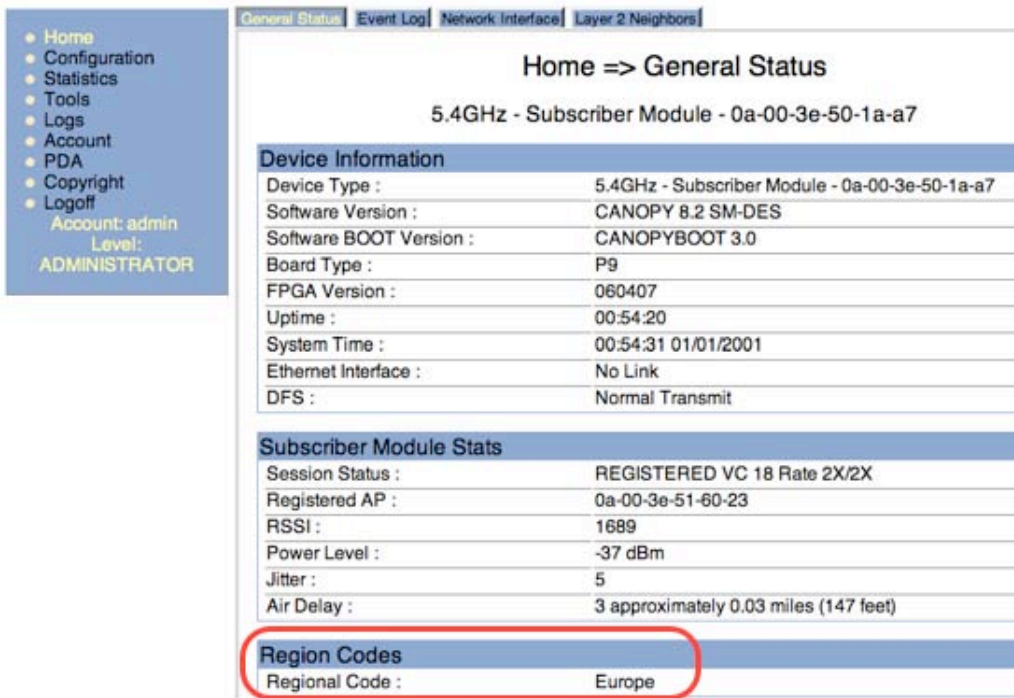 General Status Event Log Network Interface Layer 2 Neighbors
Home
Configuration
Statistics
Tools
Logs
Account
PDA
Copyright
Logoff
Account: admin
Level:
ADMINISTRATOR
Home => General Status
5.4GHz - Subscriber Module - 0a-00-3e-50-1a-a7
Device Information
Device Type : 5.4GHz - Subscriber Module - 0a-00-3e-50-1a-a7
Software Version : CANOPY 8.2 SM-DES
Software BOOT Version : CANOPYBOOT 3.0
Board Type : P9
FPGA Version : 060407
Uptime : 00:54:20
System Time : 00:54:31 01/01/2001
Ethernet Interface : No Link
DFS : Normal Transmit
Subscriber Module Stats
Session Status : REGISTERED VC 18 Rate 2X/2X
Registered AP : 0a-00-3e-51-60-23
RSSI : 1689
Power Level : -37 dBm
Jitter : 5
Air Delay : 3 approximately 0.03 miles (147 feet)
Region Codes
Regional Code : Europe